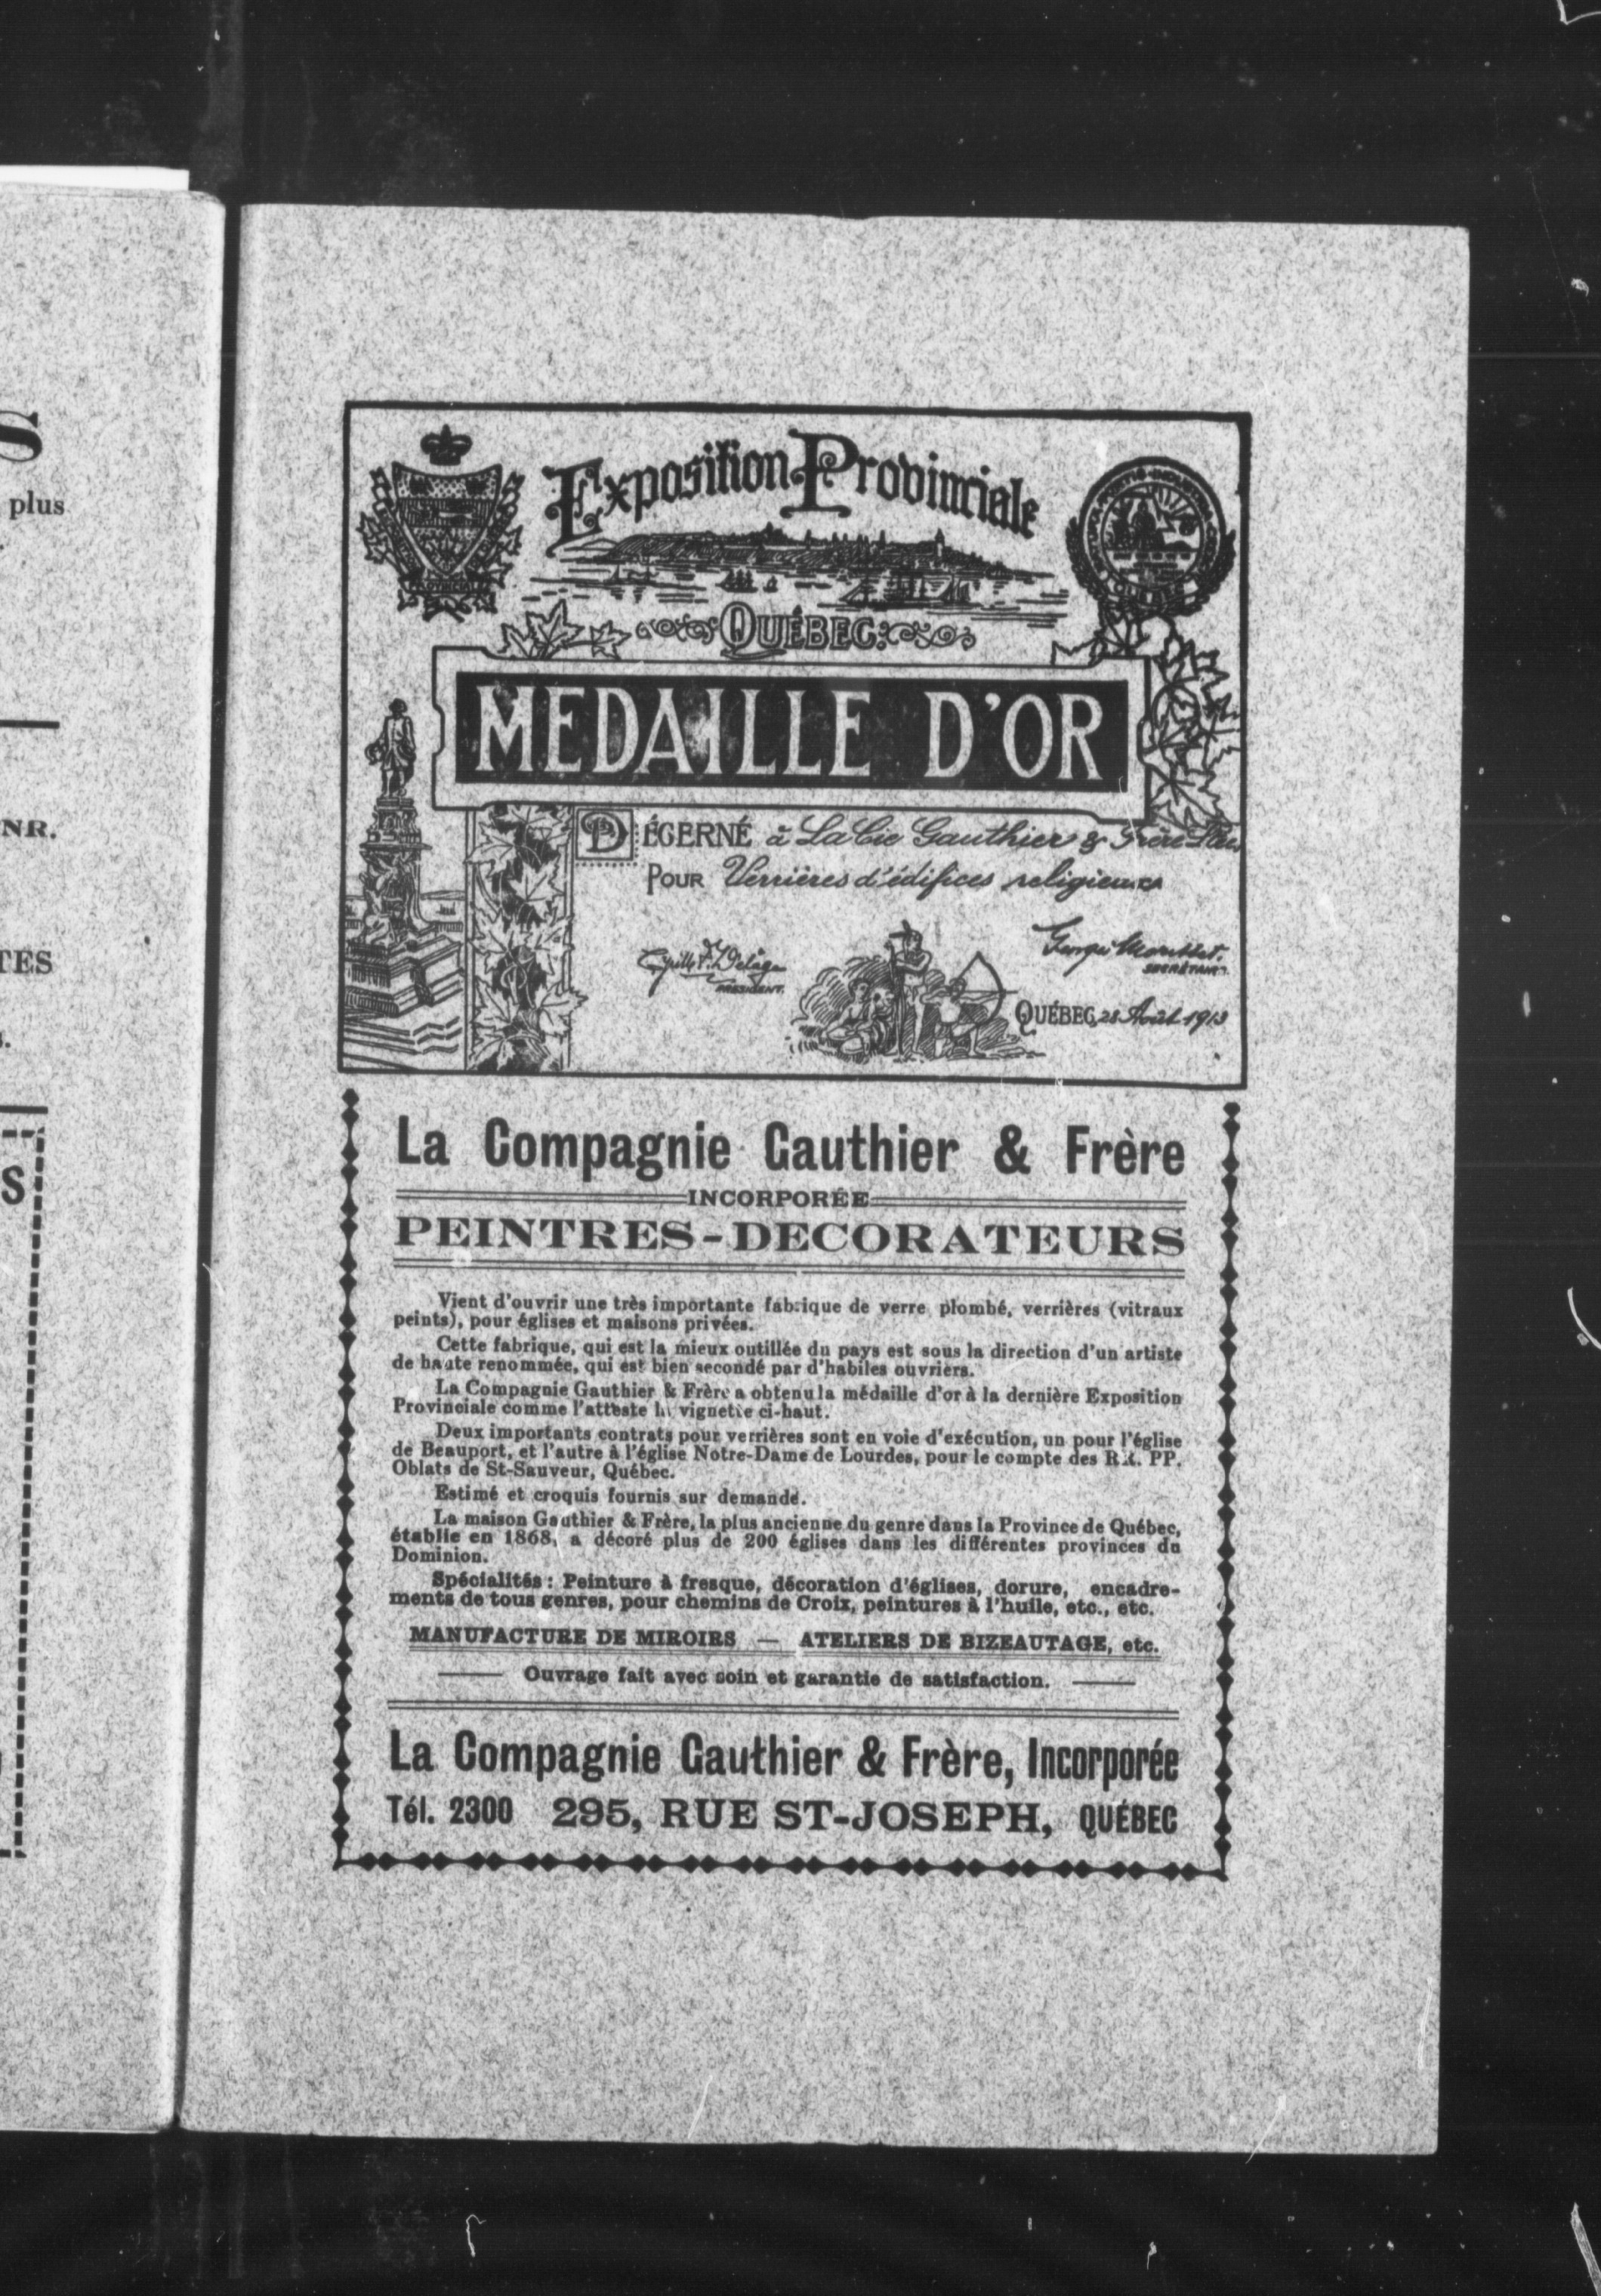 S
plus
NR.
TES
S
Exposition Provinciale
QUÉBEC
MEDAILLE D'OR
DÉCERNÉ à La Cie Gauthier & Frère
POUR Verrières d'édifices religieux
PRÉSIDENT.
SECRÉTAIRE.
QUÉBEC, 28 Août 1913
La Compagnie Gauthier & Frère
INCORPORÉE
PEINTRES-DECORATEURS
Vient d'ouvrir une très importante fabrique de verre plombé, verrières (vitraux
peints), pour églises et maisons privées.
Cette fabrique, qui est la mieux outillée du pays est sous la direction d'un artiste
de haute renommée, qui est bien secondé par d'habiles ouvriers.
La Compagnie Gauthier & Frère a obtenu la médaille d'or à la dernière Exposition
Provinciale comme l'atteste la vignette ci-haut.
Deux importants contrats pour verrières sont en voie d'exécution, un pour l'église
de Beauport, et l'autre à l'église Notre-Dame de Lourdes, pour le compte des RR. PP.
Oblats de St-Sauveur, Québec.
Estimé et croquis fournis sur demande.
La maison Gauthier & Frère, la plus ancienne du genre dans la Province de Québec,
établie en 1868, a décoré plus de 200 églises dans les différentes provinces du
Dominion.
Spécialités : Peinture à fresque, décoration d'églises, dorure, encadre-
ments de tous genres, pour chemins de Croix, peintures à l'huile, etc., etc.
MANUFACTURE DE MIROIRS — ATELIERS DE BIZEAUTAGE, etc.
Ouvrage fait avec soin et garantie de satisfaction.
La Compagnie Gauthier & Frère, Incorporée
Tél. 2300 295, RUE ST-JOSEPH, QUÉBEC